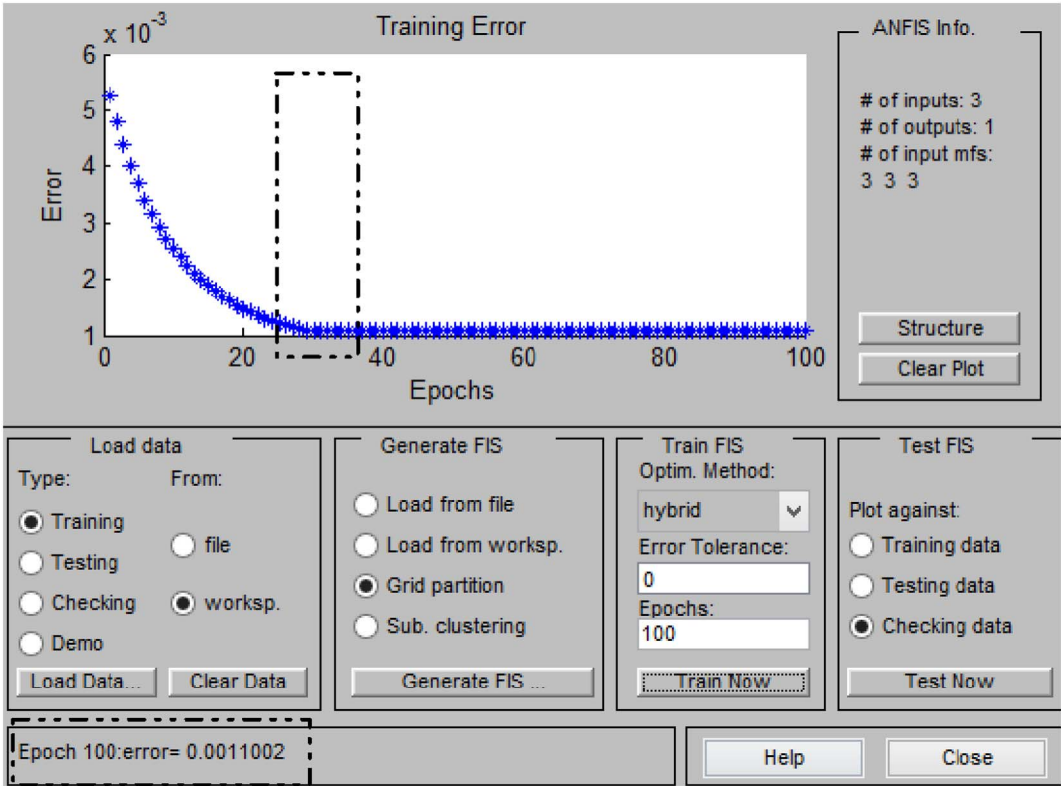 Training Error
x 10^-3
6
5
4
3
2
1
Error
0 20 40 60 80 100
Epochs
ANFIS Info.
# of inputs: 3
# of outputs: 1
# of input mfs:
3 3 3
Structure
Clear Plot
Load data
Type: From:
Training
Testing
Checking
Demo
file
worksp.
Load Data... Clear Data
Generate FIS
Load from file
Load from worksp.
Grid partition
Sub. clustering
Generate FIS ...
Train FIS
Optim. Method:
hybrid
Error Tolerance:
0
Epochs:
100
Train Now
Test FIS
Plot against:
Training data
Testing data
Checking data
Test Now
Epoch 100:error= 0.0011002
Help Close